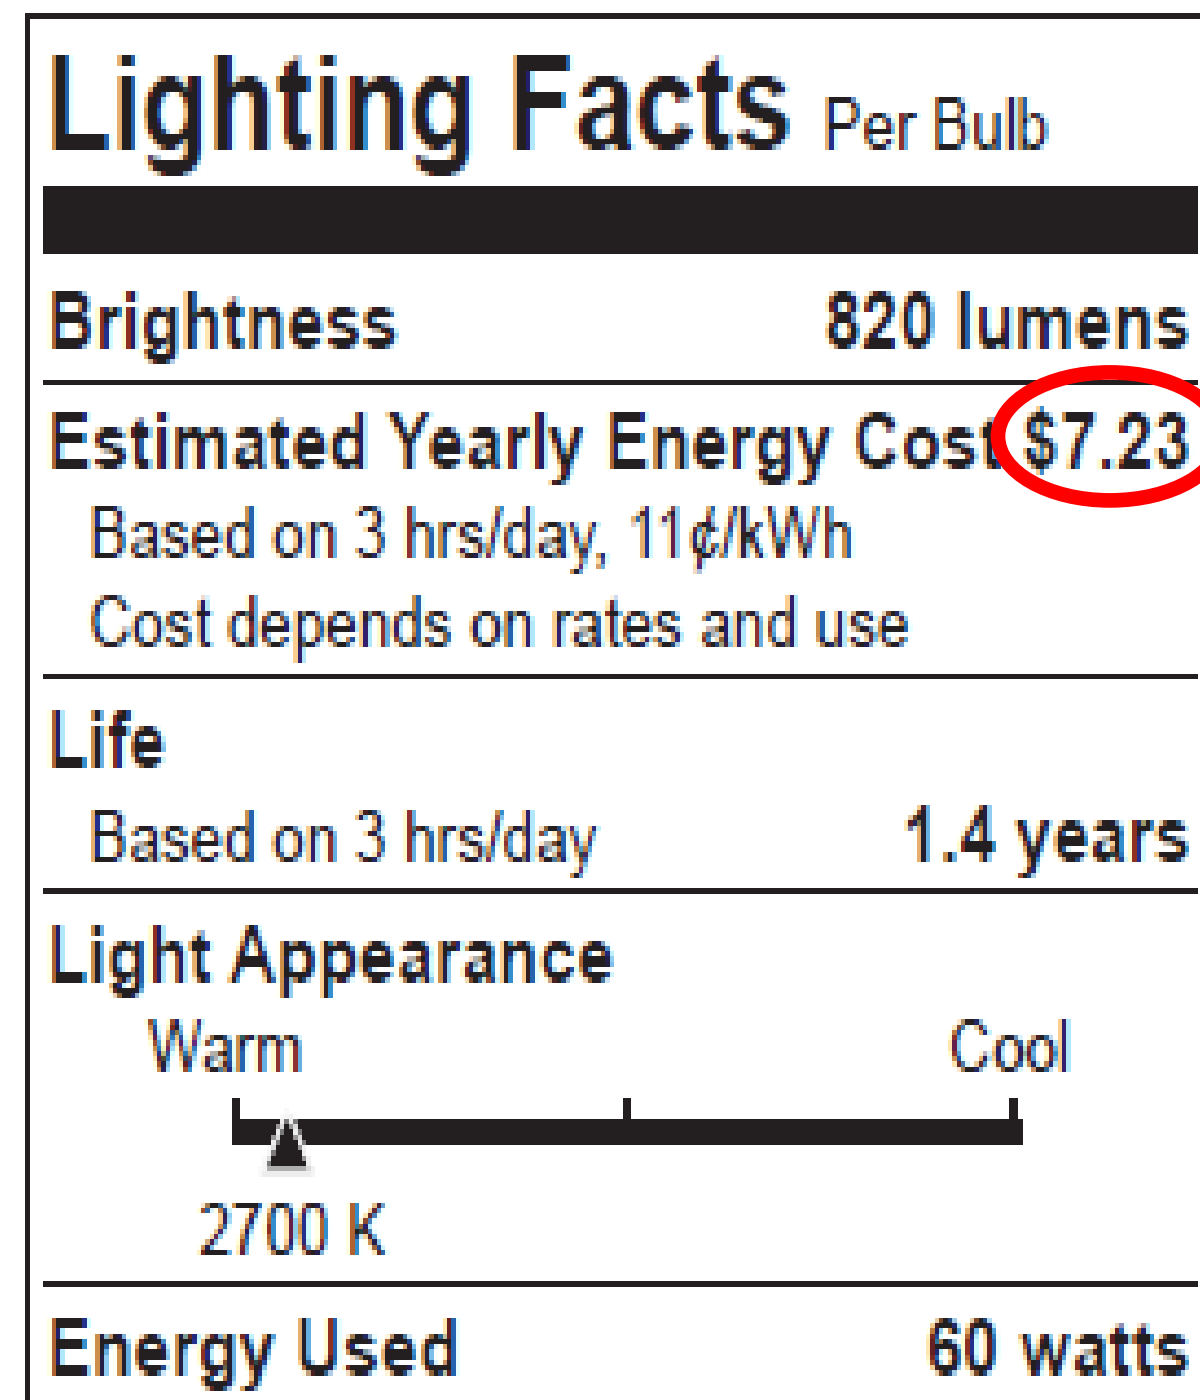 Lighting Facts Per Bulb
Brightness 820 lumens
Estimated Yearly Energy Cost $7.23
Based on 3 hrs/day, 11¢/kWh
Cost depends on rates and use
Life
Based on 3 hrs/day 1.4 years
Light Appearance
Warm Cool
2700 K
Energy Used 60 watts